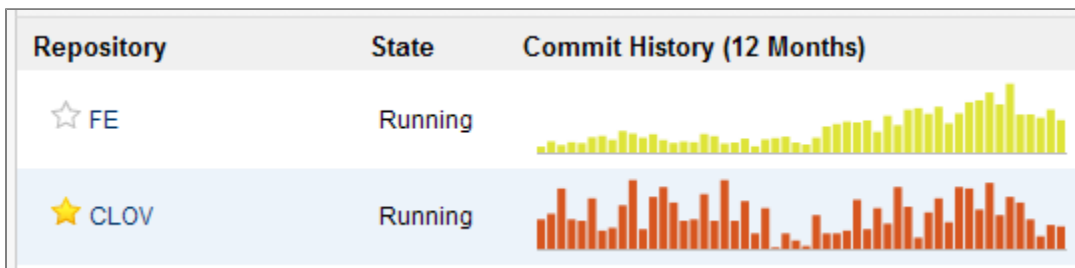 Repository State Commit History (12 Months)
FE Running
CLOV Running